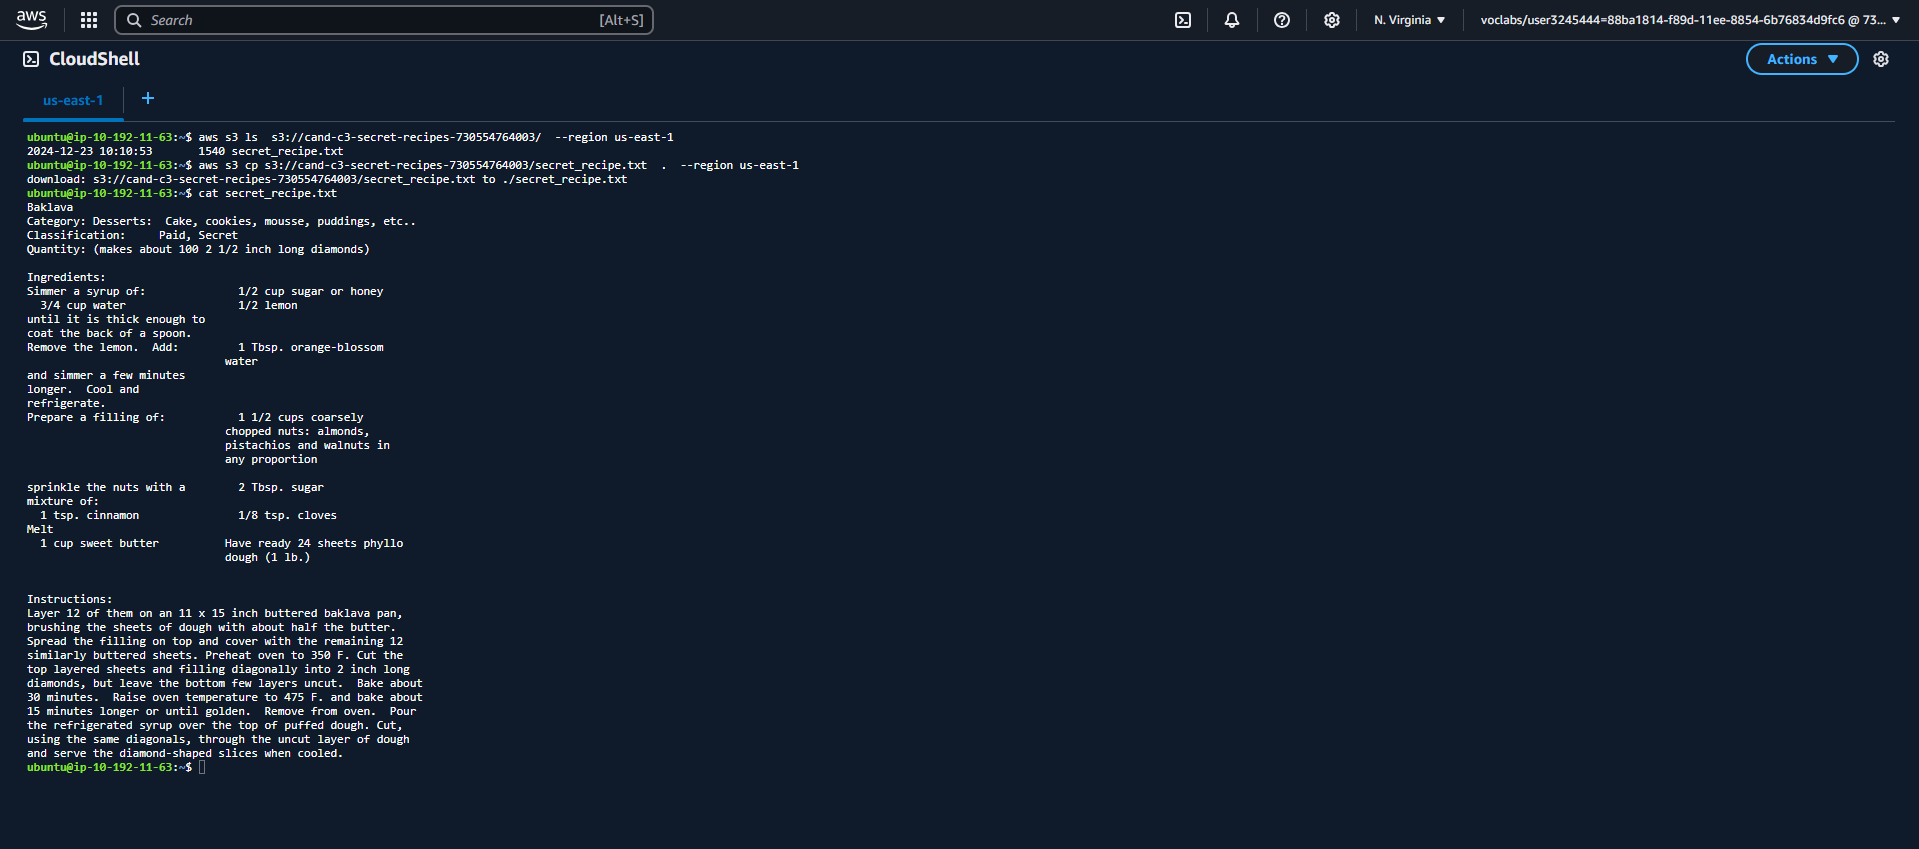 aws
Search [Alt+S]
N. Virginia ▼
voclabs/user3245444=88ba1814-f89d-11ee-8854-6b76834d9fc6 @ 73... ▼
CloudShell
Actions ▼
us-east-1 +
ubuntu@ip-10-192-11-63:~$ aws s3 ls  s3://cand-c3-secret-recipes-730554764003/  --region us-east-1
2024-12-23 10:10:53       1540 secret_recipe.txt
ubuntu@ip-10-192-11-63:~$ aws s3 cp s3://cand-c3-secret-recipes-730554764003/secret_recipe.txt  .  --region us-east-1
download: s3://cand-c3-secret-recipes-730554764003/secret_recipe.txt to ./secret_recipe.txt
ubuntu@ip-10-192-11-63:~$ cat secret_recipe.txt
Baklava
Category: Desserts:  Cake, cookies, mousse, puddings, etc..
Classification:     Paid, Secret
Quantity: (makes about 100 2 1/2 inch long diamonds)
Ingredients:
Simmer a syrup of:              1/2 cup sugar or honey
  3/4 cup water                 1/2 lemon
until it is thick enough to
coat the back of a spoon.
Remove the lemon.  Add:         1 Tbsp. orange-blossom
                              water
and simmer a few minutes
longer.  Cool and
refrigerate.
Prepare a filling of:           1 1/2 cups coarsely
                              chopped nuts: almonds,
                              pistachios and walnuts in
                              any proportion
sprinkle the nuts with a        2 Tbsp. sugar
mixture of:
  1 tsp. cinnamon               1/8 tsp. cloves
Melt
  1 cup sweet butter          Have ready 24 sheets phyllo
                              dough (1 lb.)
Instructions:
Layer 12 of them on an 11 x 15 inch buttered baklava pan,
brushing the sheets of dough with about half the butter.
Spread the filling on top and cover with the remaining 12
similarly buttered sheets. Preheat oven to 350 F. Cut the
top layered sheets and filling diagonally into 2 inch long
diamonds, but leave the bottom few layers uncut.  Bake about
30 minutes.  Raise oven temperature to 475 F. and bake about
15 minutes longer or until golden.  Remove from oven.  Pour
the refrigerated syrup over the top of puffed dough. Cut,
using the same diagonals, through the uncut layer of dough
and serve the diamond-shaped slices when cooled.
ubuntu@ip-10-192-11-63:~$